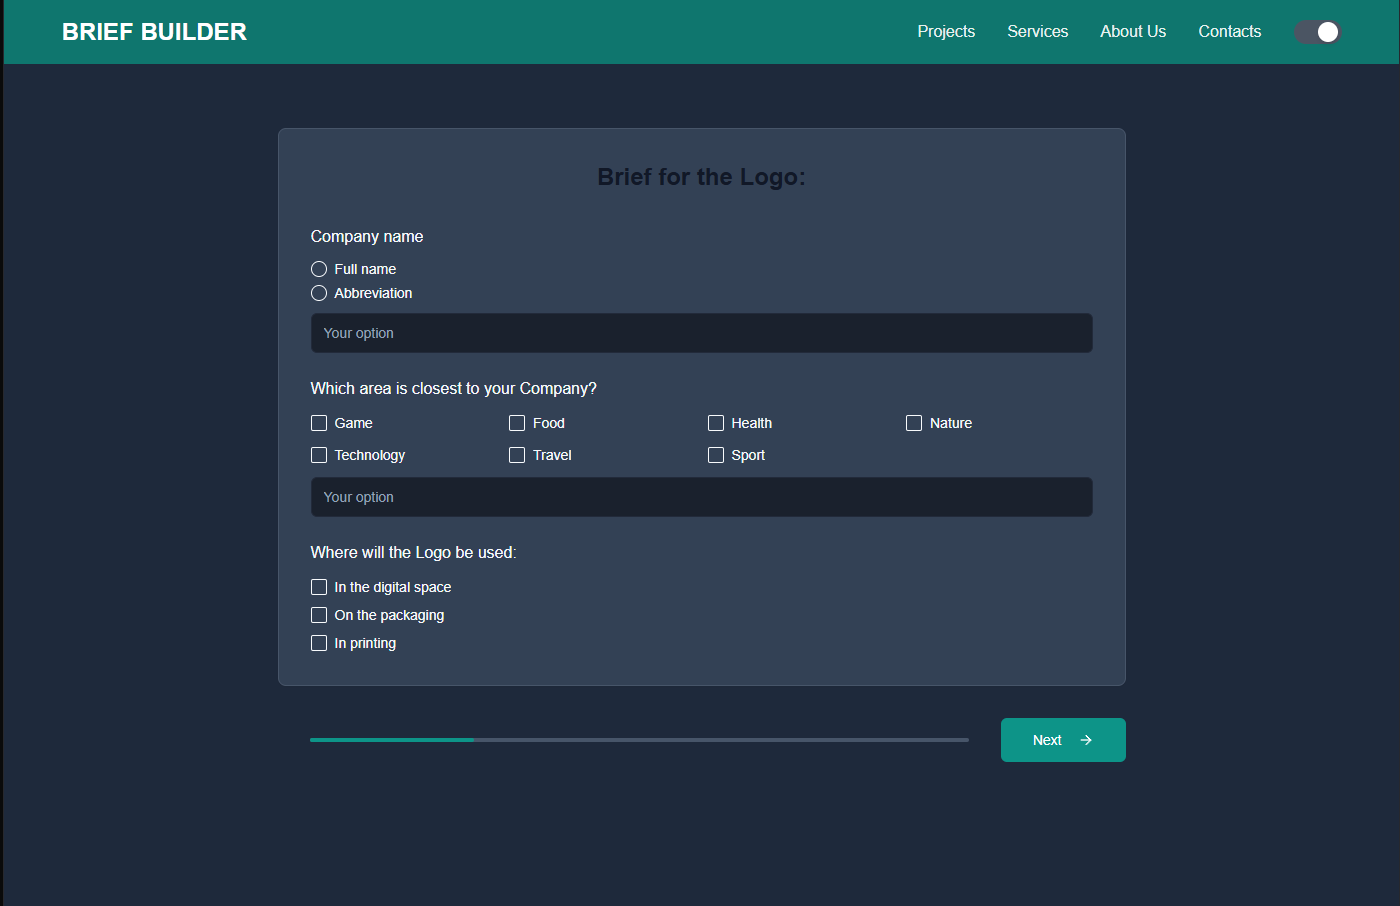 BRIEF BUILDER Projects Services About Us Contacts
Brief for the Logo:
Company name
Full name
Abbreviation
Your option
Which area is closest to your Company?
Game Food Health Nature
Technology Travel Sport
Your option
Where will the Logo be used:
In the digital space
On the packaging
In printing
Next